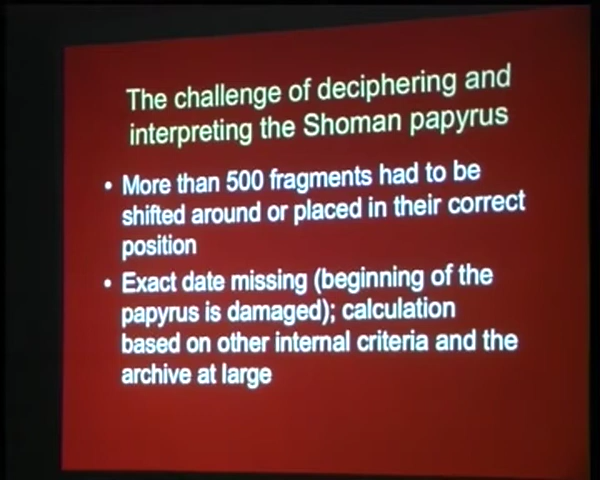 The challenge of deciphering and
interpreting the Shoman papyrus
• More than 500 fragments had to be
shifted around or placed in their correct
position
• Exact date missing (beginning of the
papyrus is damaged); calculation
based on other internal criteria and the
archive at large